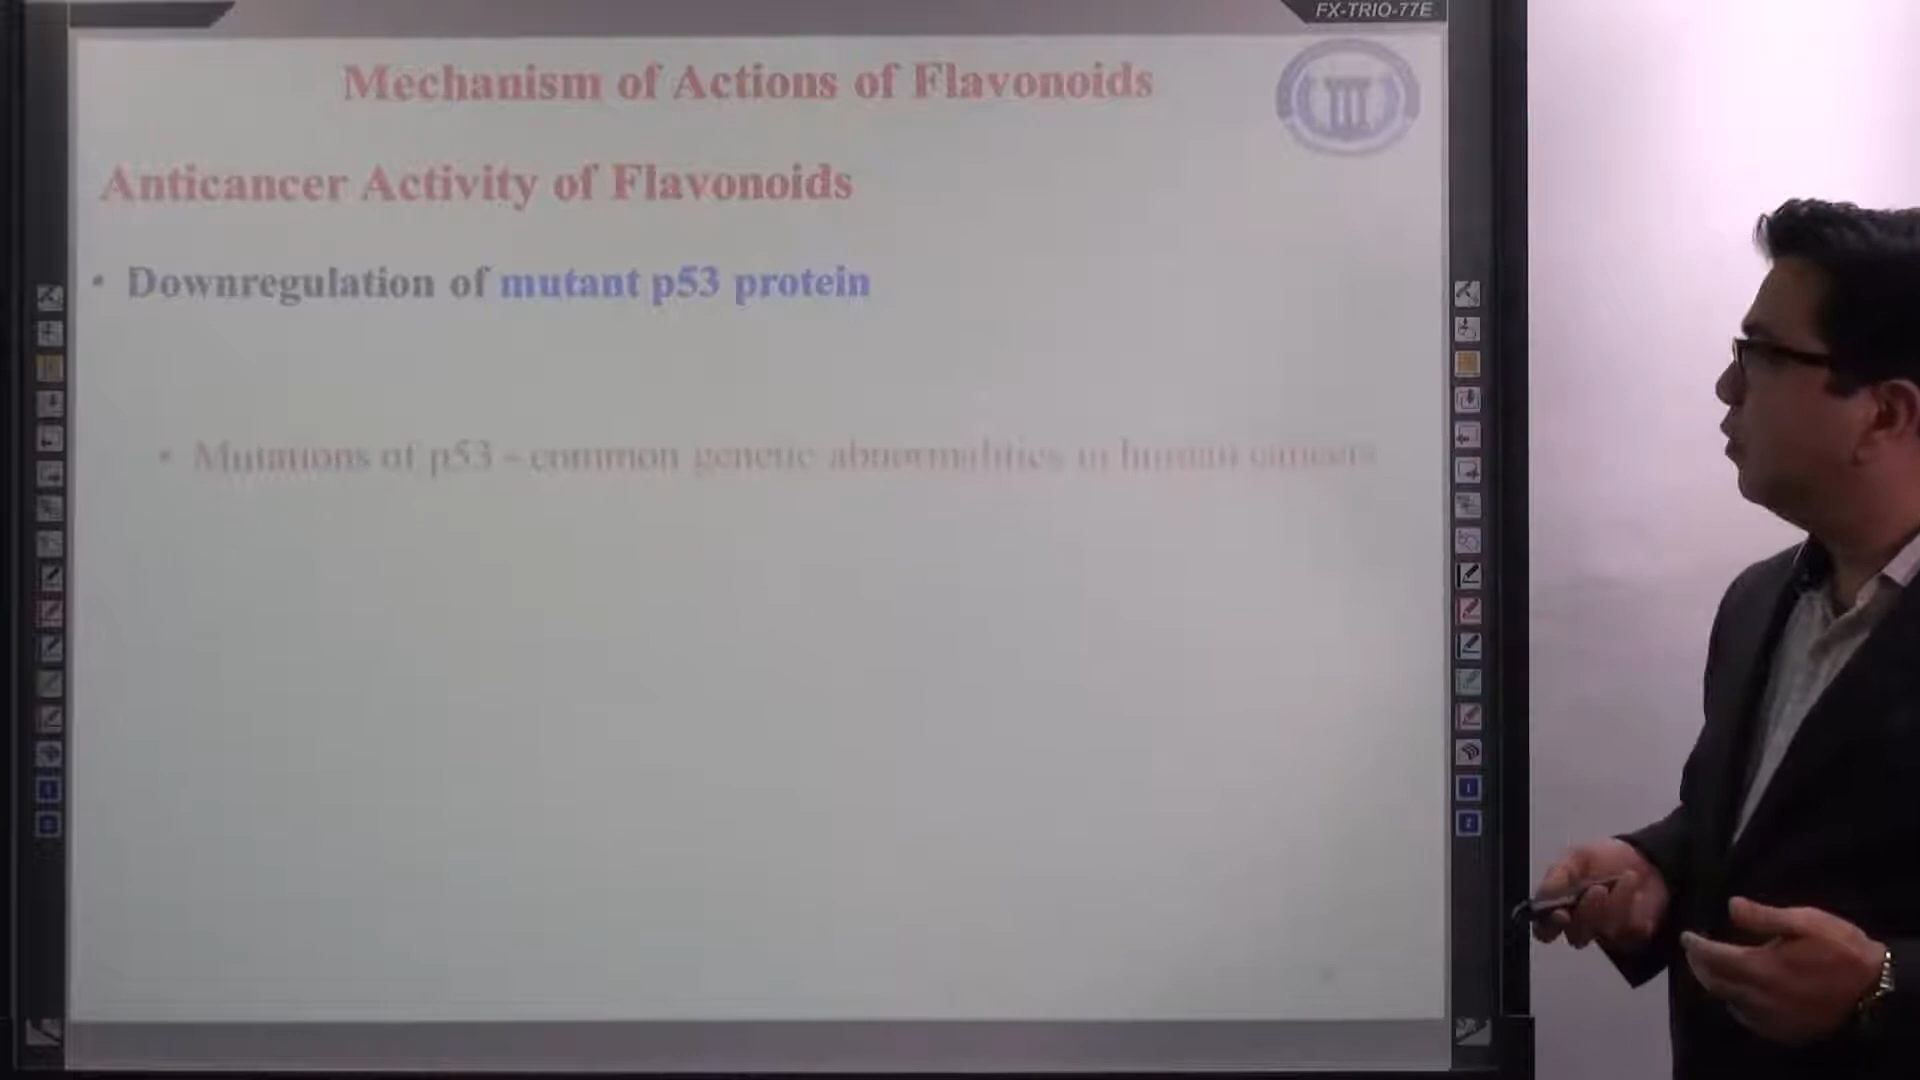 FX-TRIO-77E
Mechanism of Actions of Flavonoids
Anticancer Activity of Flavonoids
• Downregulation of mutant p53 protein
• Mutations of p53 - common genetic abnormalities in human cancers